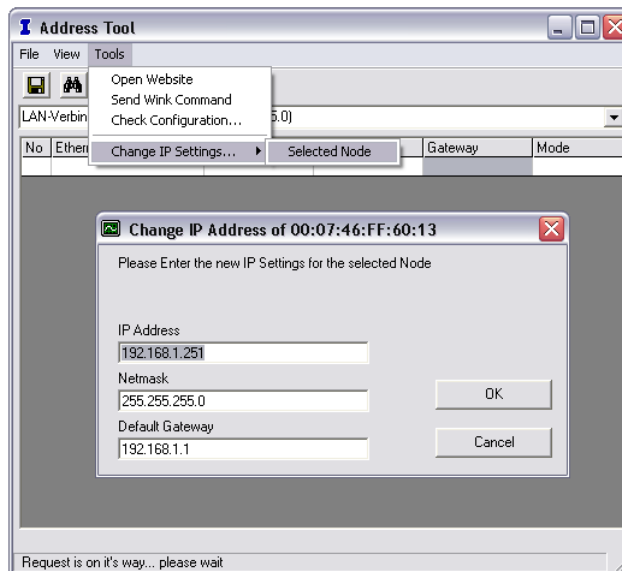 Address Tool
File View Tools
Open Website
Send Wink Command
Check Configuration...
Change IP Settings...
Selected Node
LAN-Verbin 5.0)
No Ether Gateway Mode
Change IP Address of 00:07:46:FF:60:13
Please Enter the new IP Settings for the selected Node
IP Address
192.168.1.251
Netmask
255.255.255.0
OK
Default Gateway
192.168.1.1
Cancel
Request is on it's way... please wait